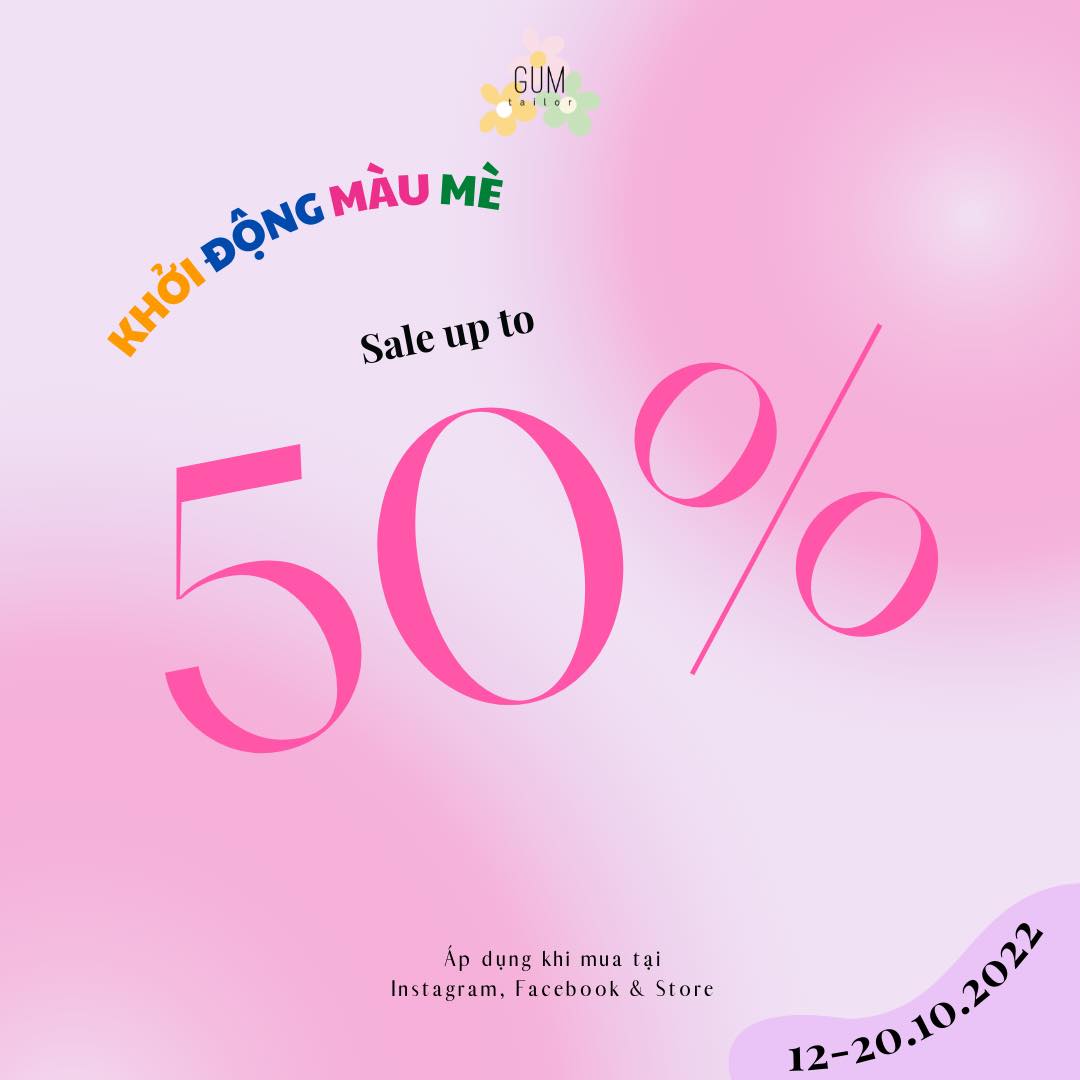 GUM
tailor
KHỞI ĐỘNG MÀU MÈ
Sale up to
50%
Áp dụng khi mua tại
Instagram, Facebook & Store
12-20.10.2022